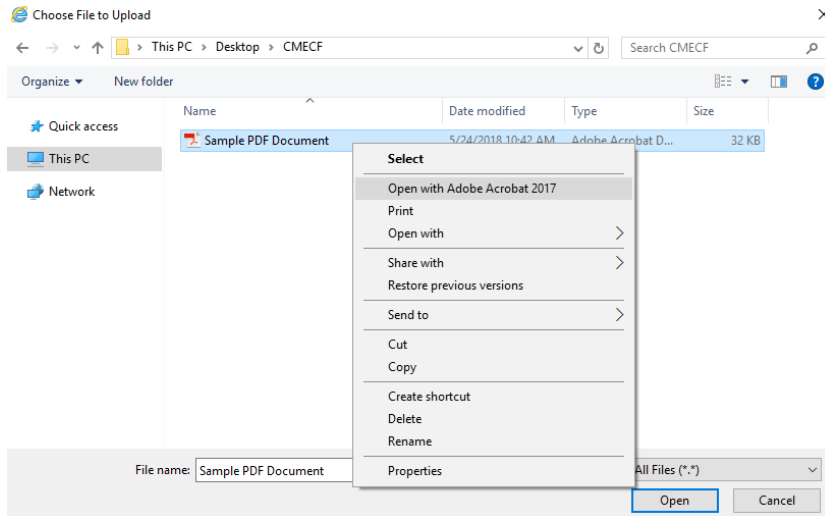 Choose File to Upload
This PC > Desktop > CMECF
Search CMECF
Organize
New folder
Name
Date modified
Type
Size
Quick access
This PC
Network
Sample PDF Document
5/24/2018 10:42 AM
Adobe Acrobat D...
32 KB
Select
Open with Adobe Acrobat 2017
Print
Open with
Share with
Restore previous versions
Send to
Cut
Copy
Create shortcut
Delete
Rename
Properties
File name:
Sample PDF Document
All Files (*.*)
Open
Cancel